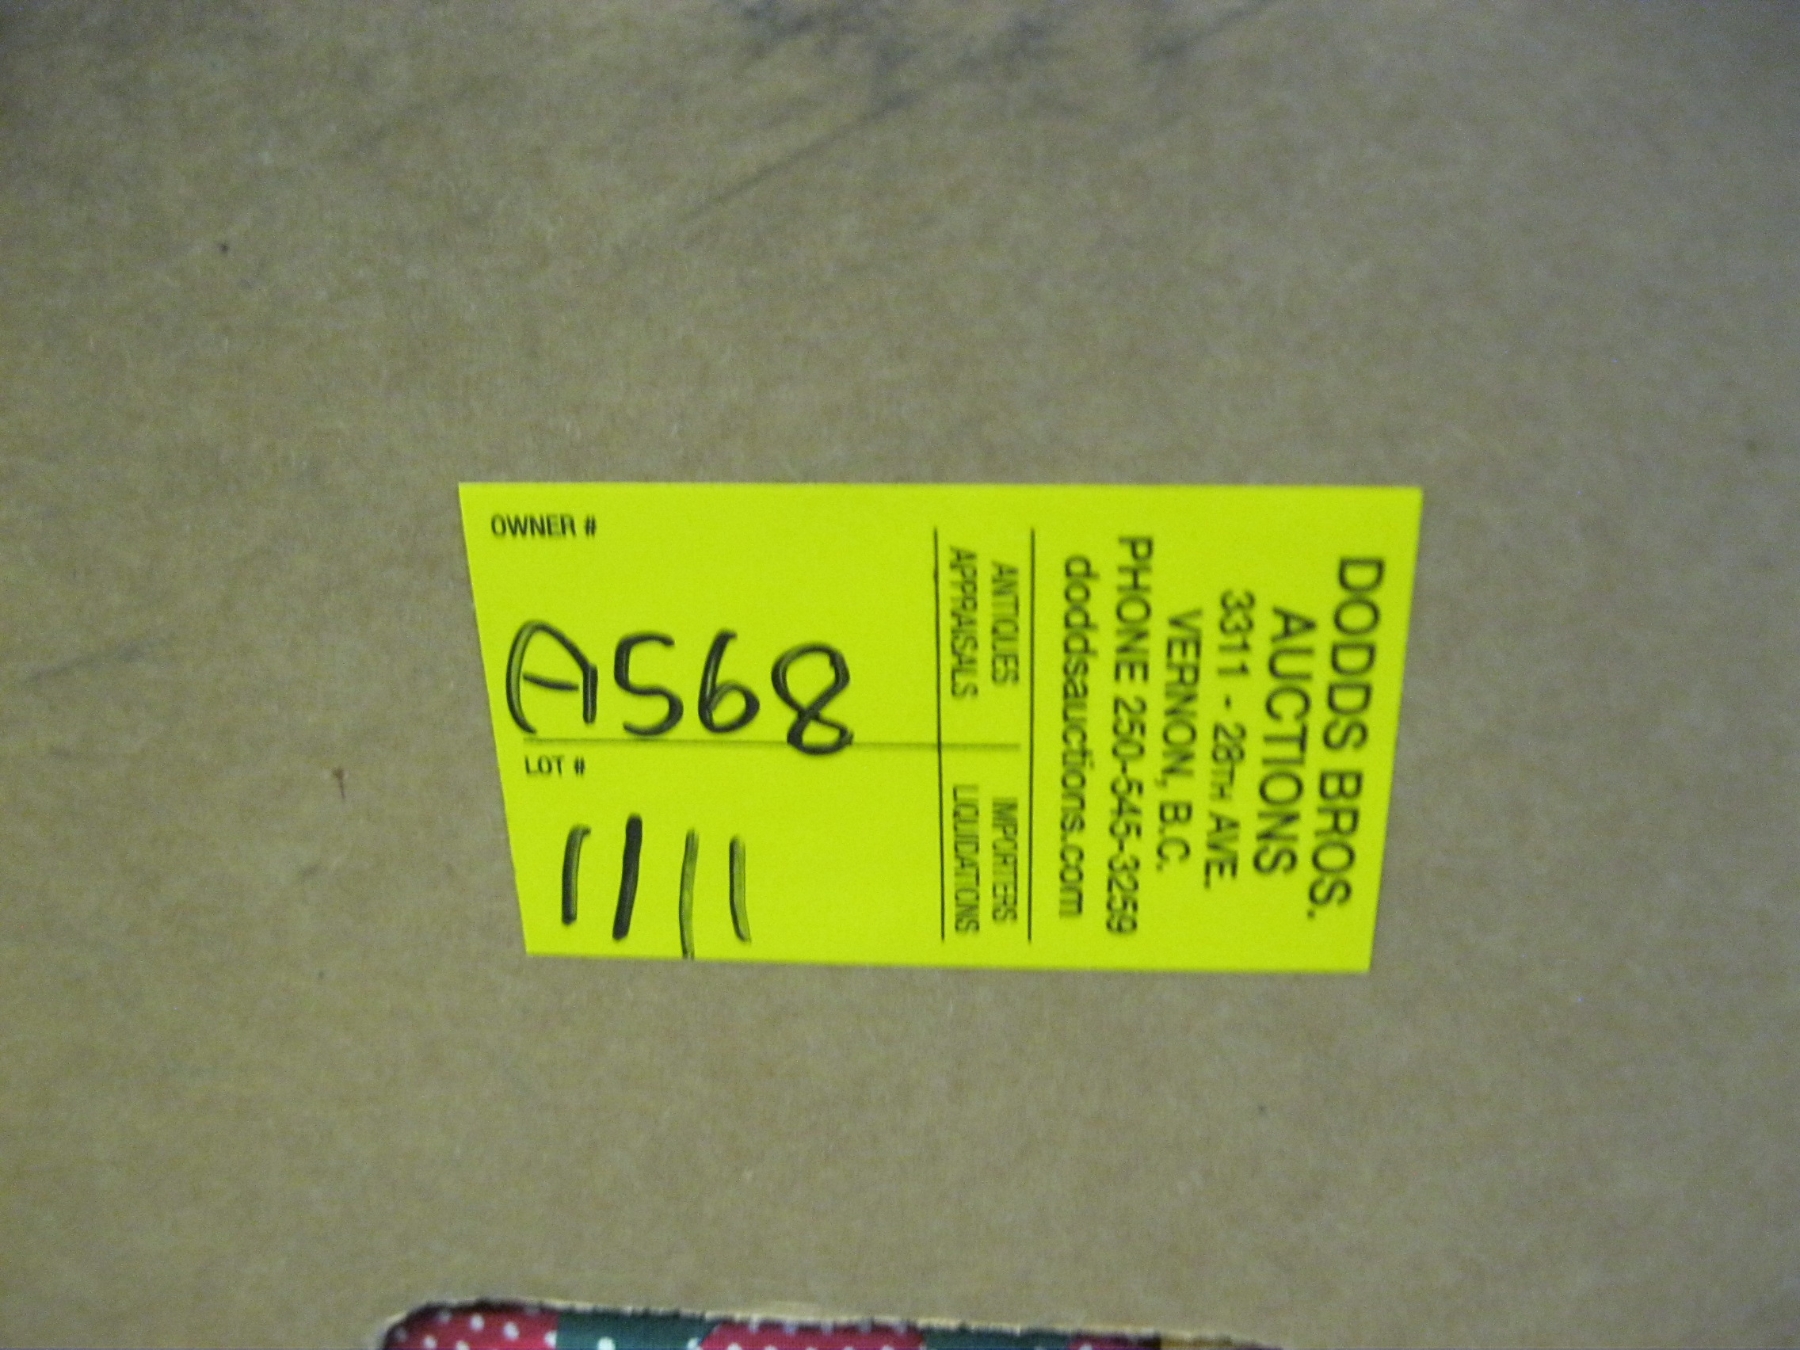 DODDS BROS.
AUCTIONS
3311 - 28TH AVE.
VERNON, B.C.
PHONE 250-545-3259
doddsauctions.com
ANTIQUES IMPORTERS
APPRAISALS LIQUIDATIONS
OWNER #
A568
LOT #
1111